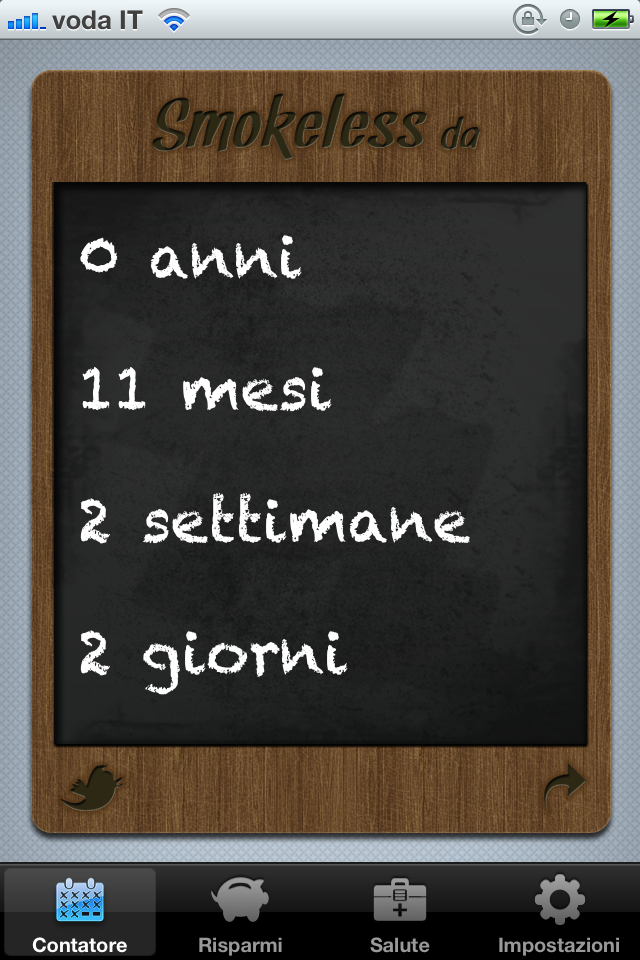 voda IT
Smokeless da
0 anni
11 mesi
2 settimane
2 giorni
Contatore Risparmi Salute Impostazioni